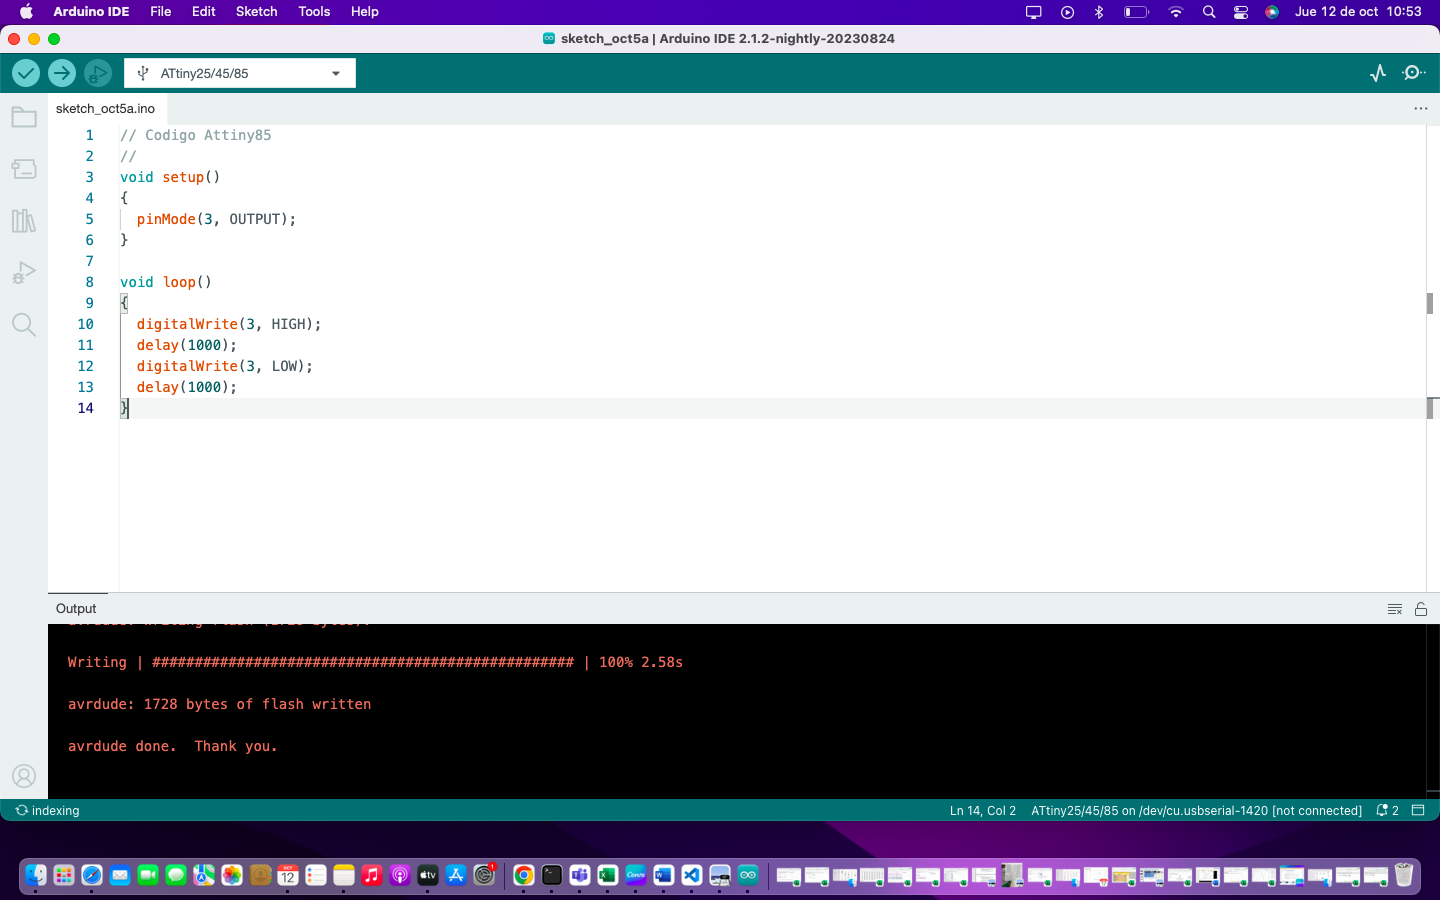 Arduino IDE File Edit Sketch Tools Help Jue 12 de oct 10:53
sketch_oct5a | Arduino IDE 2.1.2-nightly-20230824
ATtiny25/45/85
sketch_oct5a.ino
1 // Codigo Attiny85
2 //
3 void setup()
4 {
5 pinMode(3, OUTPUT);
6 }
7
8 void loop()
9 {
10 digitalWrite(3, HIGH);
11 delay(1000);
12 digitalWrite(3, LOW);
13 delay(1000);
14 }
Output
Writing | ################################################## | 100% 2.58s
avrdude: 1728 bytes of flash written
avrdude done. Thank you.
indexing Ln 14, Col 2 ATtiny25/45/85 on /dev/cu.usbserial-1420 [not connected] 2
OCT 12 tv 1 Canva